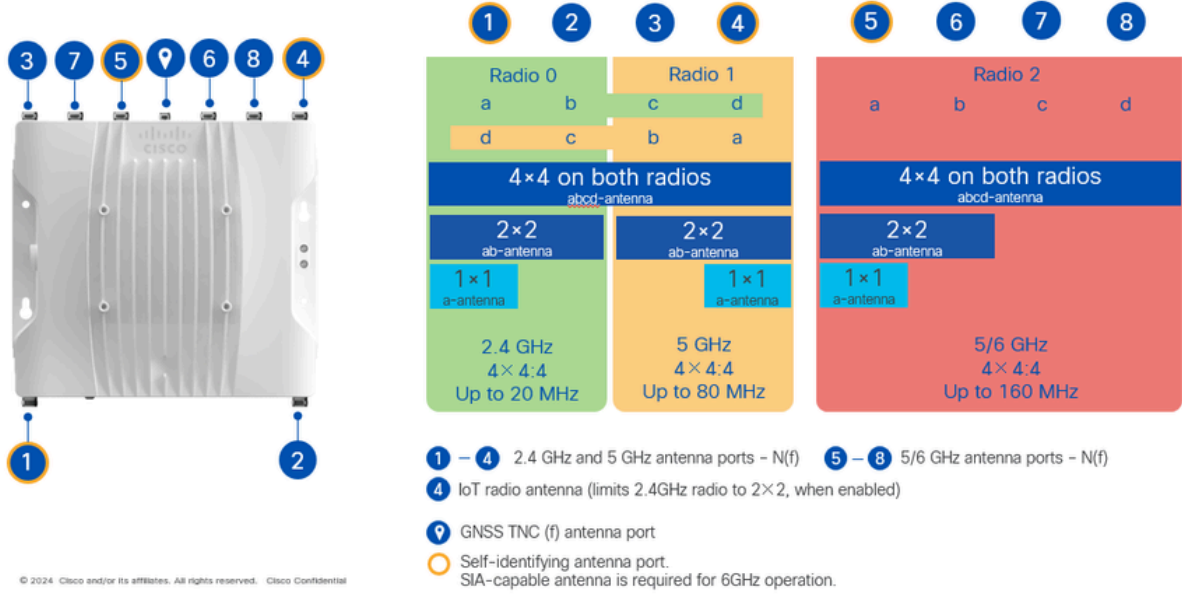 3 7 5 6 8 4
CISCO
1 2
© 2024 Cisco and/or its affiliates. All rights reserved. Cisco Confidential
1 2 3 4 5 6 7 8
Radio 0 Radio 1 Radio 2
a b c d a b c d
d c b a
4×4 on both radios 4×4 on both radios
abcd-antenna abcd-antenna
2×2 2×2 2×2
ab-antenna ab-antenna ab-antenna
1×1 1×1 1×1
a-antenna a-antenna a-antenna
2.4 GHz 5 GHz 5/6 GHz
4×4:4 4×4:4 4×4:4
Up to 20 MHz Up to 80 MHz Up to 160 MHz
1 – 4 2.4 GHz and 5 GHz antenna ports – N(f) 5 – 8 5/6 GHz antenna ports – N(f)
4 IoT radio antenna (limits 2.4GHz radio to 2×2, when enabled)
GNSS TNC (f) antenna port
Self-identifying antenna port.
SIA-capable antenna is required for 6GHz operation.